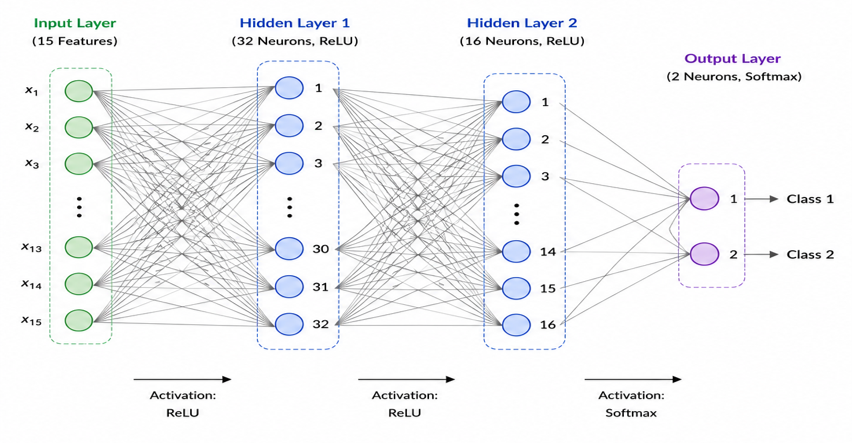 Input Layer
(15 Features)
Hidden Layer 1
(32 Neurons, ReLU)
Hidden Layer 2
(16 Neurons, ReLU)
Output Layer
(2 Neurons, Softmax)
x1
x2
x3
x13
x14
x15
1
2
3
30
31
32
1
2
3
14
15
16
1
2
Class 1
Class 2
Activation:
ReLU
Activation:
ReLU
Activation:
Softmax